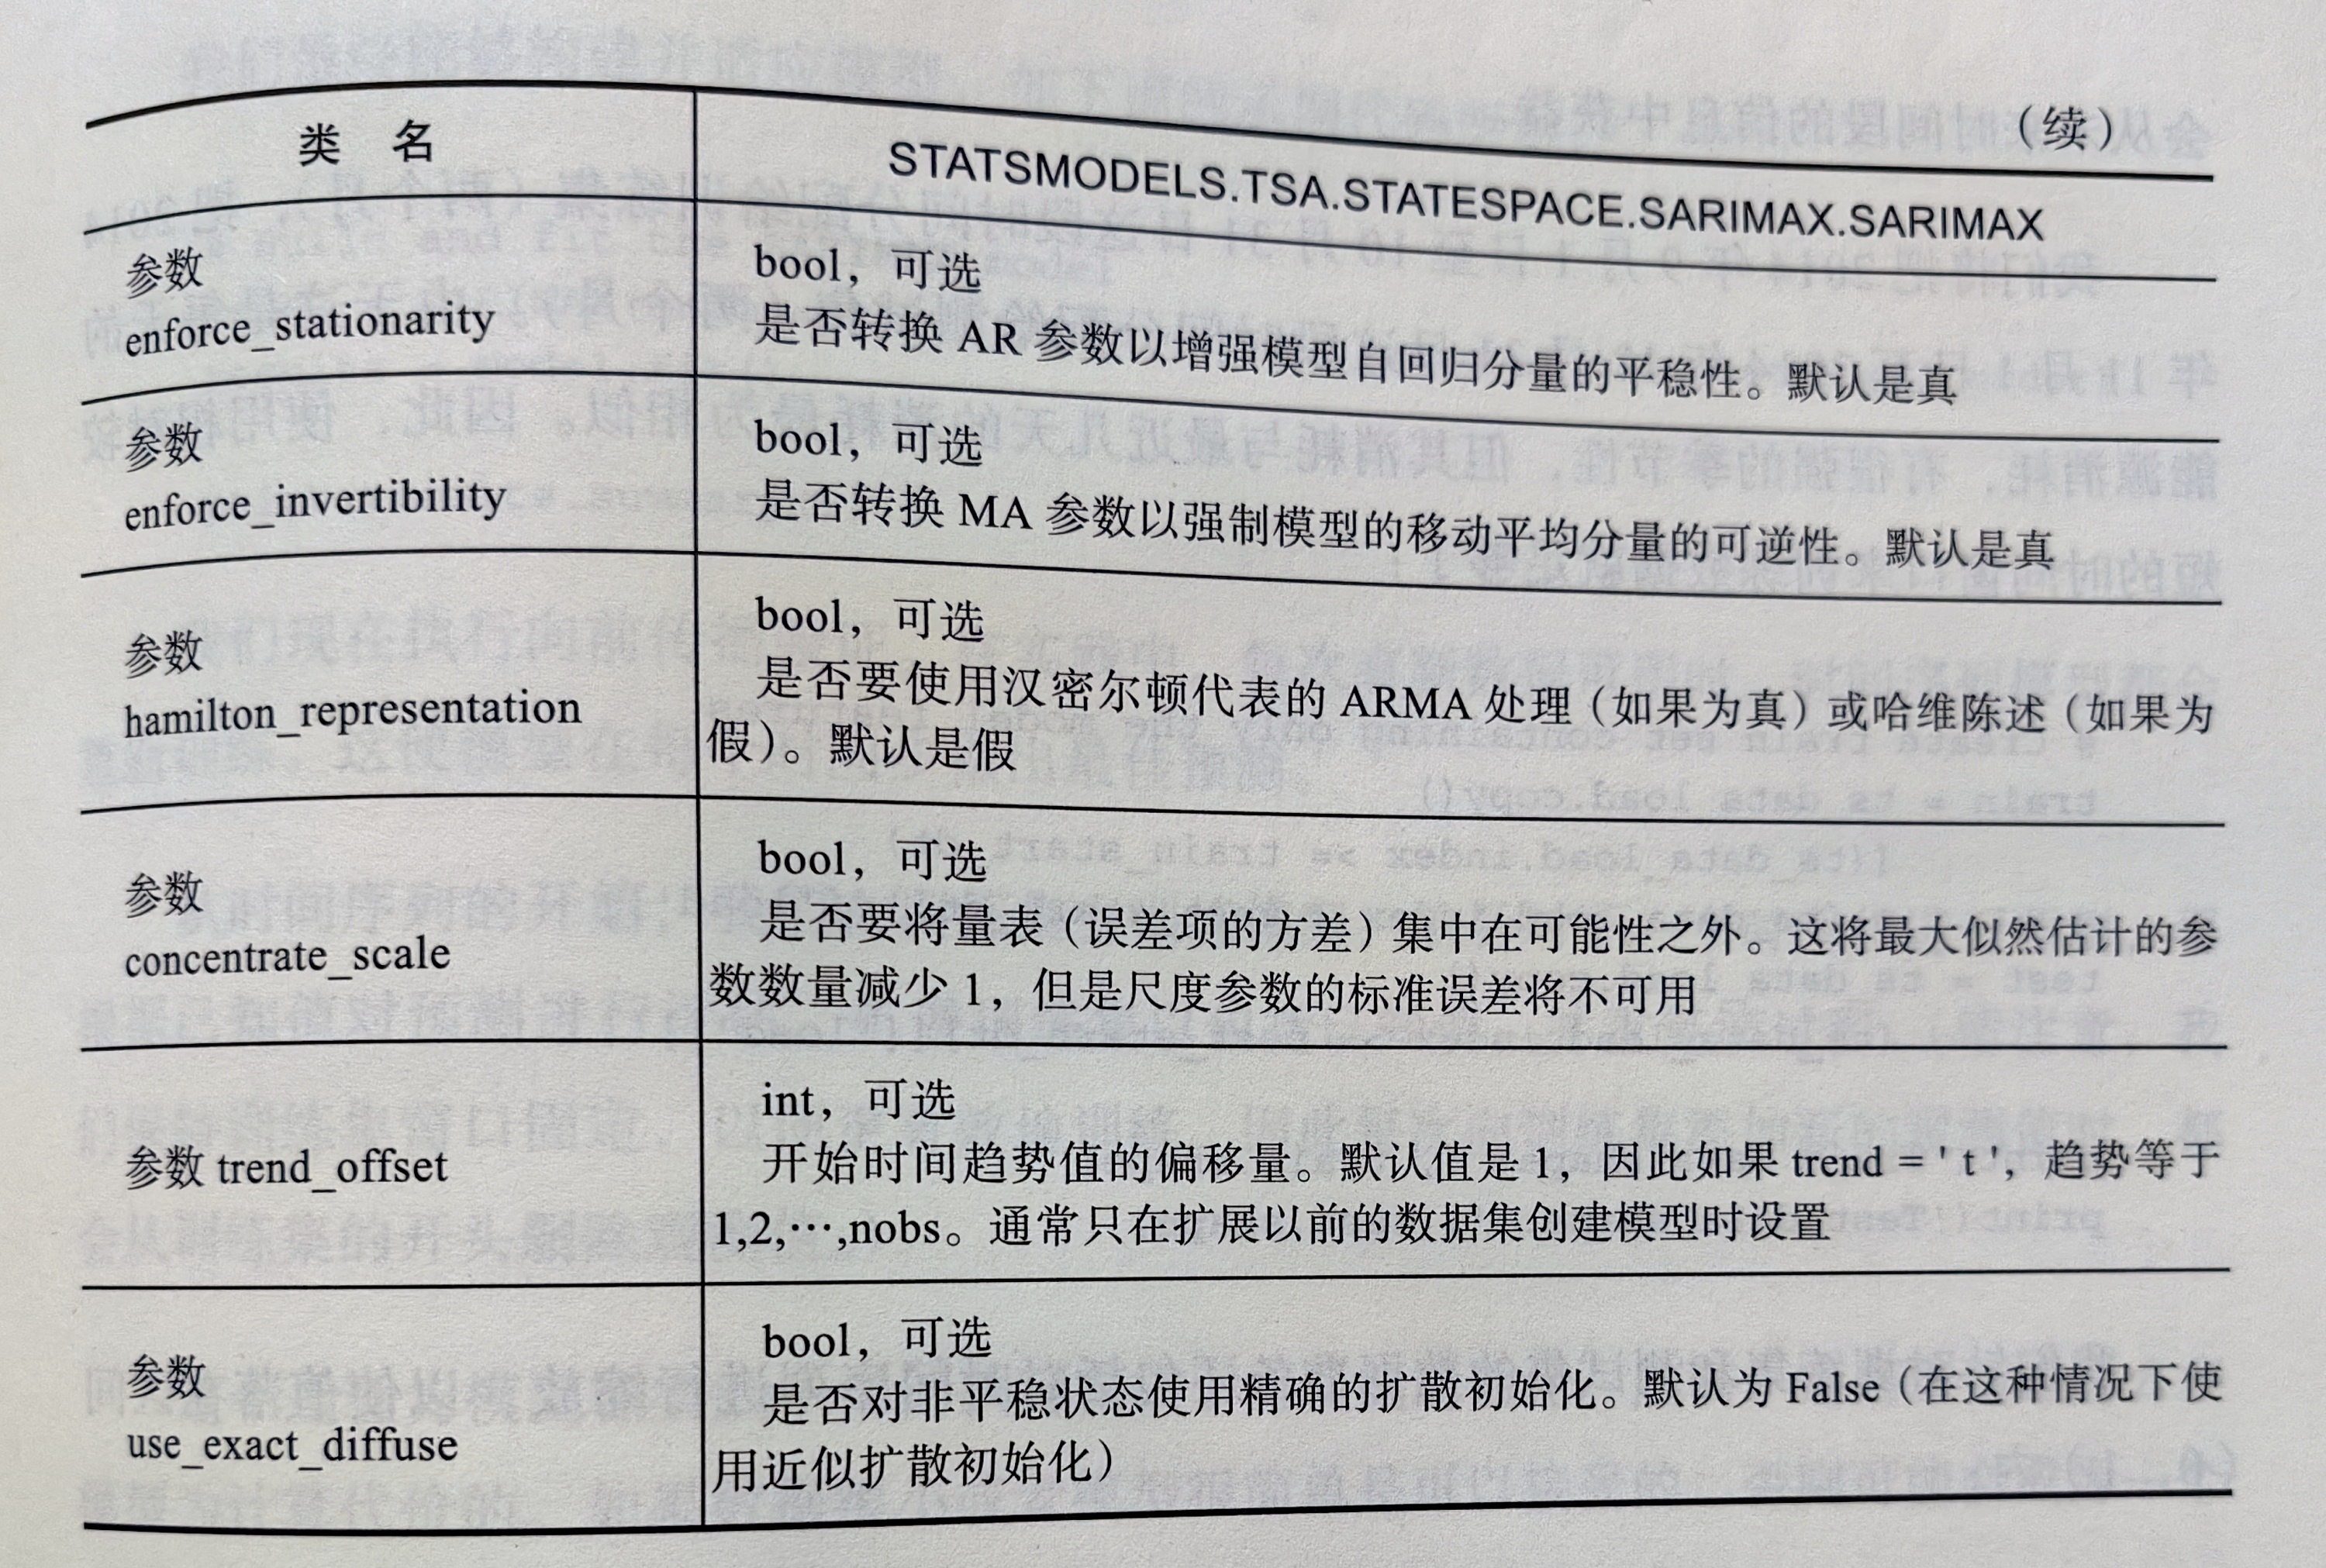 （续）
类 名
STATSMODELS.TSA.STATESPACE.SARIMAX.SARIMAX
参数
enforce_stationarity
bool，可选
是否转换 AR 参数以增强模型自回归分量的平稳性。默认是真
参数
enforce_invertibility
bool，可选
是否转换 MA 参数以强制模型的移动平均分量的可逆性。默认是真
参数
hamilton_representation
bool，可选
是否要使用汉密尔顿代表的 ARMA 处理（如果为真）或哈维陈述（如果为
假）。默认是假
参数
concentrate_scale
bool，可选
是否要将量表（误差项的方差）集中在可能性之外。这将最大似然估计的参
数数量减少 1，但是尺度参数的标准误差将不可用
参数 trend_offset
int，可选
开始时间趋势值的偏移量。默认值是 1，因此如果 trend = ' t '，趋势等于
1,2,…,nobs。通常只在扩展以前的数据集创建模型时设置
参数
use_exact_diffuse
bool，可选
是否对非平稳状态使用精确的扩散初始化。默认为 False（在这种情况下使
用近似扩散初始化）